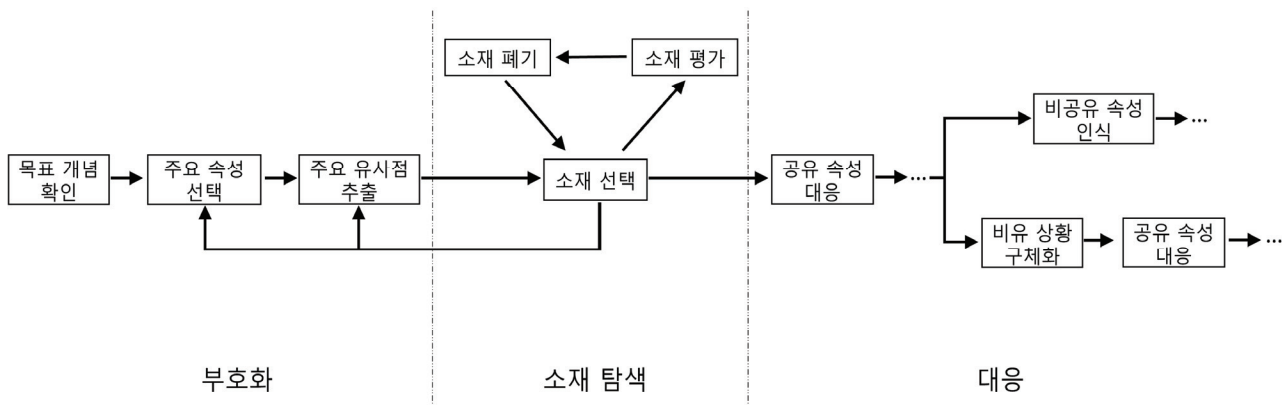 소재 폐기
소재 평가
비공유 속성
인식
...
목표 개념
확인
주요 속성
선택
주요 유사점
추출
소재 선택
공유 속성
대응
...
비유 상황
구체화
공유 속성
대응
...
부호화
소재 탐색
대응